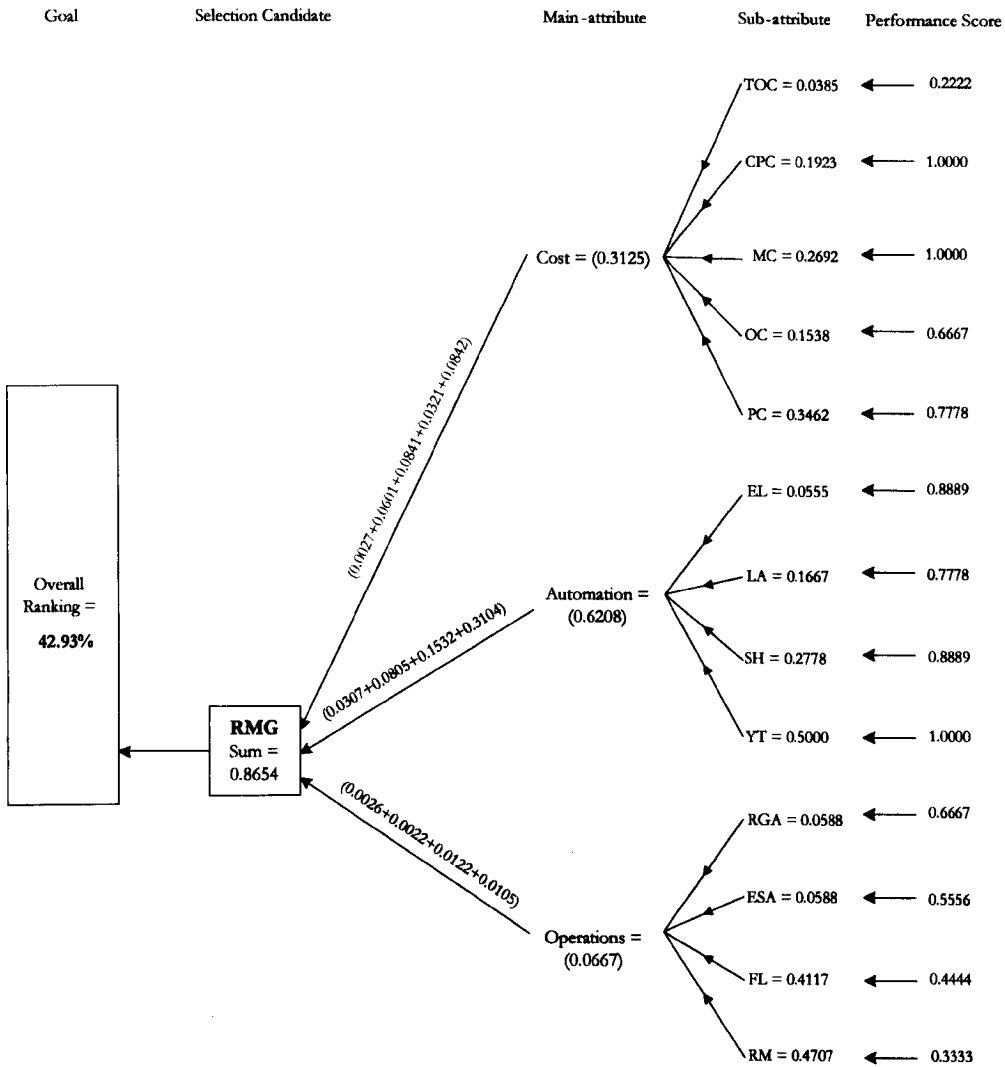 Goal
Selection Candidate
Main-attribute
Sub-attribute
Performance Score
TOC = 0.0385
0.2222
CPC = 0.1923
1.0000
Cost = (0.3125)
MC = 0.2692
1.0000
OC = 0.1538
0.6667
PC = 0.3462
0.7778
(0.0027+0.0601+0.0841+0.0321+0.0842)
EL = 0.0555
0.8889
Overall
Ranking =
42.93%
Automation =
(0.6208)
LA = 0.1667
0.7778
SH = 0.2778
0.8889
YT = 0.5000
1.0000
(0.0307+0.0805+0.1532+0.3104)
RMG
Sum =
0.8654
(0.0026+0.0022+0.0122+0.0105)
RGA = 0.0588
0.6667
ESA = 0.0588
0.5556
Operations =
(0.0667)
FL = 0.4117
0.4444
RM = 0.4707
0.3333